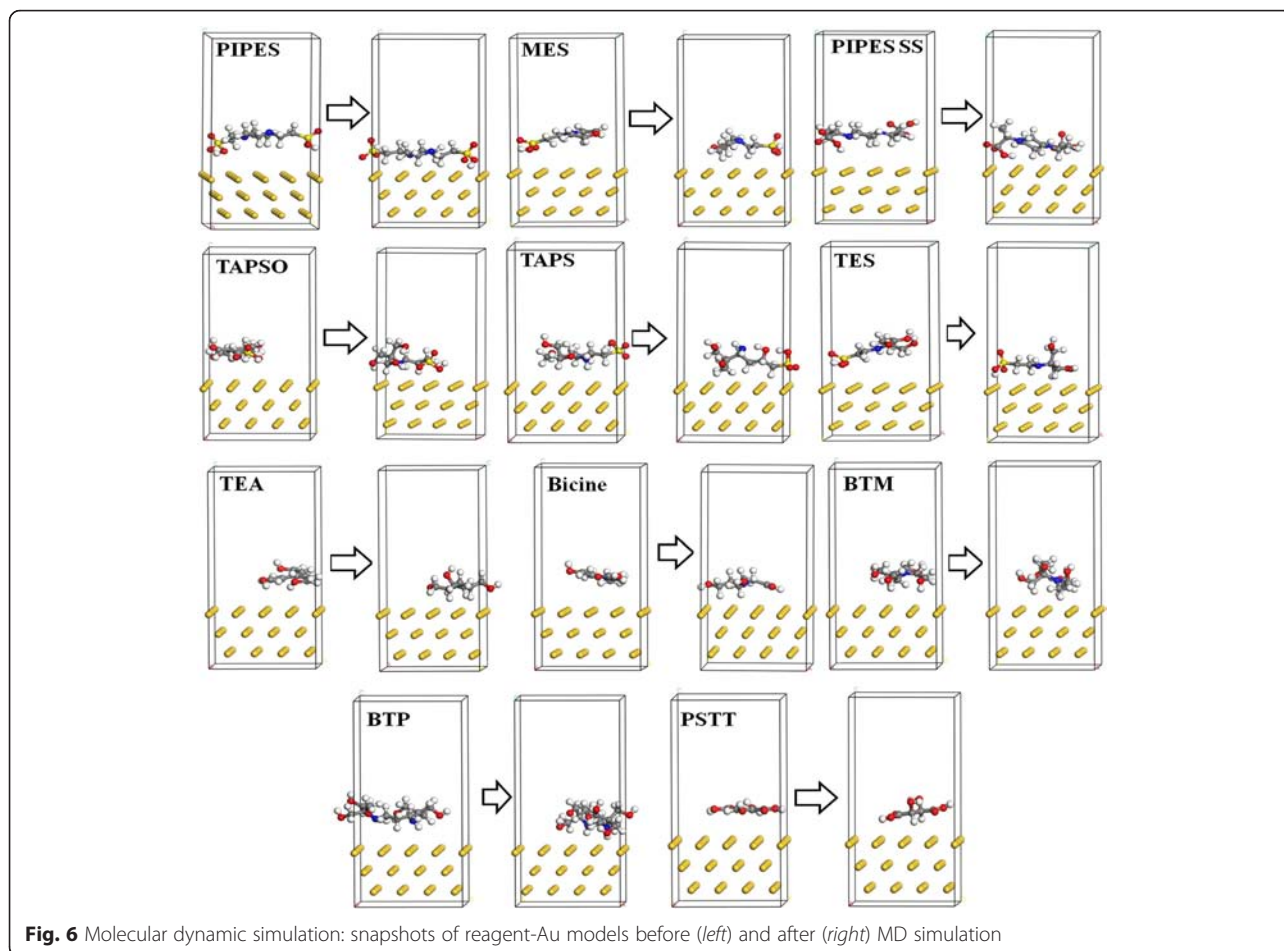 PIPES
MES
PIPES SS
TAPSO
TAPS
TES
TEA
Bicine
BTM
BTP
PSTT
Fig. 6 Molecular dynamic simulation: snapshots of reagent-Au models before (left) and after (right) MD simulation